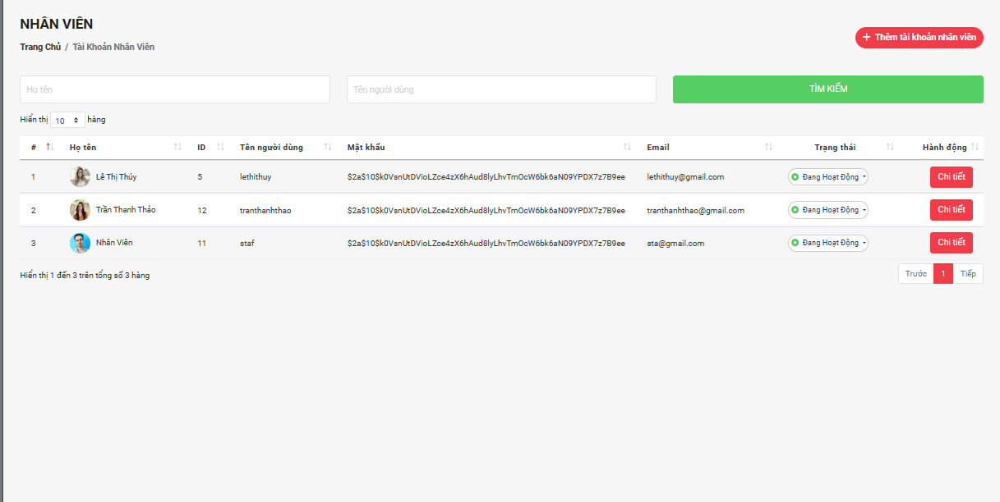 NHÂN VIÊN
Trang Chủ / Tài Khoản Nhân Viên
+ Thêm tài khoản nhân viên
Họ tên
Tên người dùng
TÌM KIẾM
Hiển thị 10 hàng
# Họ tên ID Tên người dùng Mật khẩu Email Trạng thái Hành động
1 Lê Thị Thúy 5 lethithuy $2a$10$k0VsnUtDVioLZce4zX6hAud8lyLhvTmOcW6bk6aN09YPDX7z7B9ee lethithuy@gmail.com Đang Hoạt Động Chi tiết
2 Trần Thanh Thảo 12 tranthanhthao $2a$10$k0VsnUtDVioLZce4zX6hAud8lyLhvTmOcW6bk6aN09YPDX7z7B9ee tranthanhthao@gmail.com Đang Hoạt Động Chi tiết
3 Nhân Viên 11 staf $2a$10$k0VsnUtDVioLZce4zX6hAud8lyLhvTmOcW6bk6aN09YPDX7z7B9ee sta@gmail.com Đang Hoạt Động Chi tiết
Hiển thị 1 đến 3 trên tổng số 3 hàng
Trước 1 Tiếp